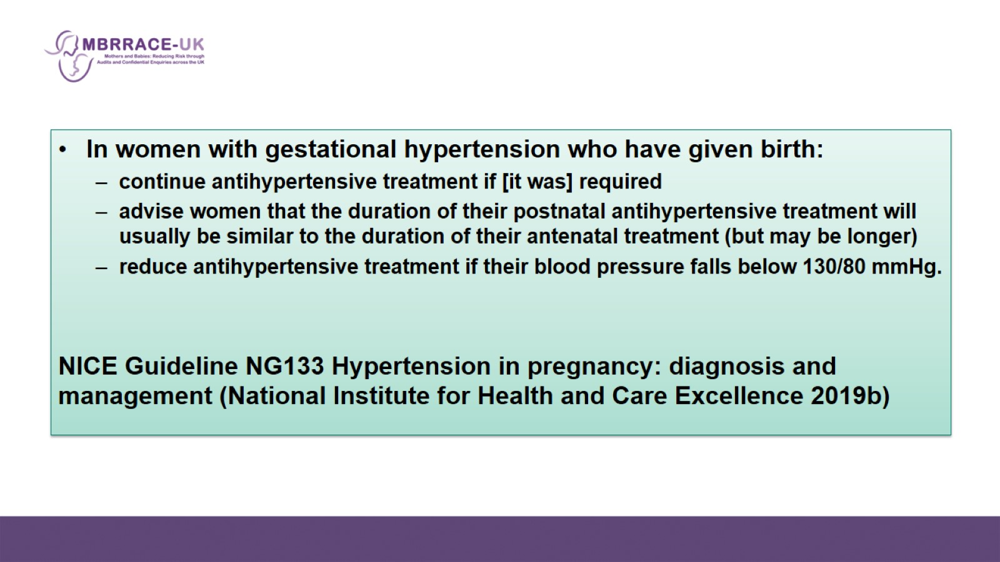 MBRRACE-UK
Mothers and Babies: Reducing Risk through
Audits and Confidential Enquiries across the UK
• In women with gestational hypertension who have given birth:
– continue antihypertensive treatment if [it was] required
– advise women that the duration of their postnatal antihypertensive treatment will
usually be similar to the duration of their antenatal treatment (but may be longer)
– reduce antihypertensive treatment if their blood pressure falls below 130/80 mmHg.
NICE Guideline NG133 Hypertension in pregnancy: diagnosis and
management (National Institute for Health and Care Excellence 2019b)